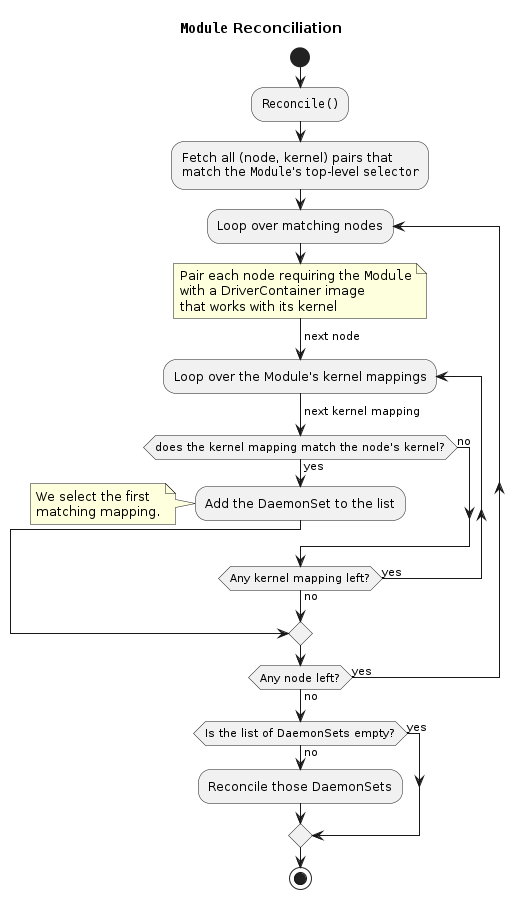 Module Reconciliation
Reconcile()
Fetch all (node, kernel) pairs that
match the Module's top-level selector
Loop over matching nodes
Pair each node requiring the Module
with a DriverContainer image
that works with its kernel
next node
Loop over the Module's kernel mappings
next kernel mapping
does the kernel mapping match the node's kernel?
no
yes
We select the first
matching mapping.
Add the DaemonSet to the list
Any kernel mapping left?
yes
no
Any node left?
yes
no
Is the list of DaemonSets empty?
yes
no
Reconcile those DaemonSets